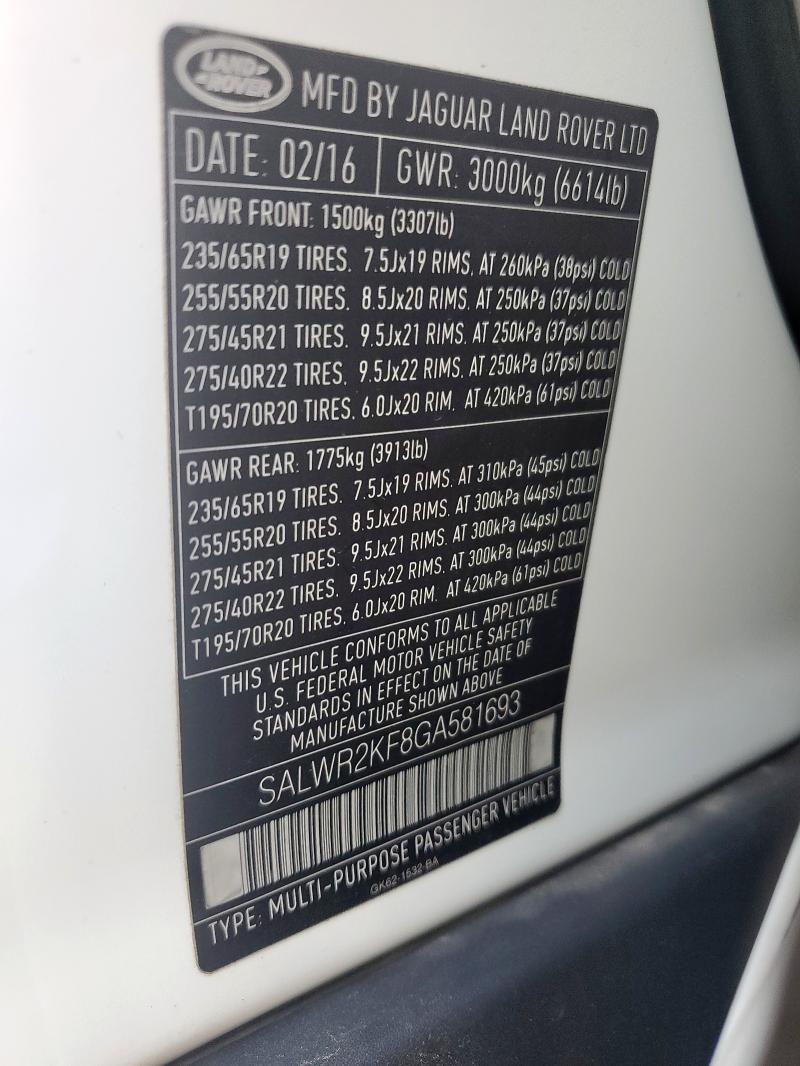 LAND ROVER
MFD BY JAGUAR LAND ROVER LTD
DATE: 02/16 GWR: 3000kg (6614lb)
GAWR FRONT: 1500kg (3307lb)
235/65R19 TIRES, 7.5Jx19 RIMS, AT 260kPa (38psi) COLD
255/55R20 TIRES, 8.5Jx20 RIMS, AT 250kPa (37psi) COLD
275/45R21 TIRES, 9.5Jx21 RIMS, AT 250kPa (37psi) COLD
275/40R22 TIRES, 9.5Jx22 RIMS, AT 250kPa (37psi) COLD
T195/70R20 TIRES, 6.0Jx20 RIM, AT 420kPa (61psi) COLD
GAWR REAR: 1775kg (3913lb)
235/65R19 TIRES, 7.5Jx19 RIMS, AT 310kPa (45psi) COLD
255/55R20 TIRES, 8.5Jx20 RIMS, AT 300kPa (44psi) COLD
275/45R21 TIRES, 9.5Jx21 RIMS, AT 300kPa (44psi) COLD
275/40R22 TIRES, 9.5Jx22 RIMS, AT 300kPa (44psi) COLD
T195/70R20 TIRES, 6.0Jx20 RIM, AT 420kPa (61psi) COLD
THIS VEHICLE CONFORMS TO ALL APPLICABLE
U.S. FEDERAL MOTOR VEHICLE SAFETY
STANDARDS IN EFFECT ON THE DATE OF
MANUFACTURE SHOWN ABOVE
SALWR2KF8GA581693
TYPE: MULTI-PURPOSE PASSENGER VEHICLE
GK62-1532-BA